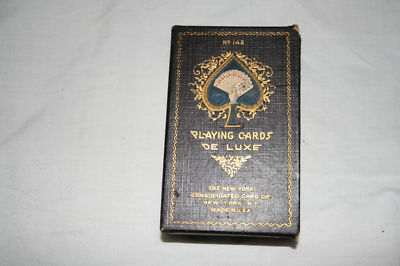 No 142
PLAYING CARDS
DE LUXE
THE NEW YORK
CONSOLIDATED CARD CO
NEW YORK, N.Y.
MADE IN U.S.A.